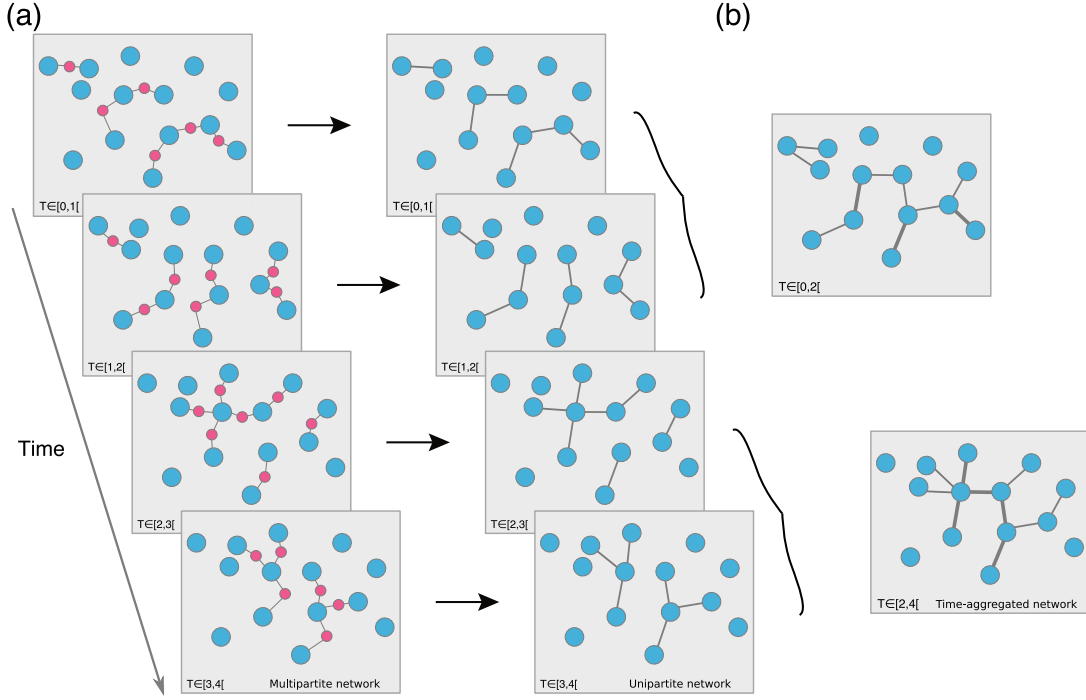 (a)
(b)
T∈[0,1[
T∈[0,1[
T∈[0,2[
T∈[1,2[
T∈[1,2[
Time
T∈[2,3[
T∈[2,3[
T∈[2,4[ Time-aggregated network
T∈[3,4[ Multipartite network
T∈[3,4[ Unipartite network